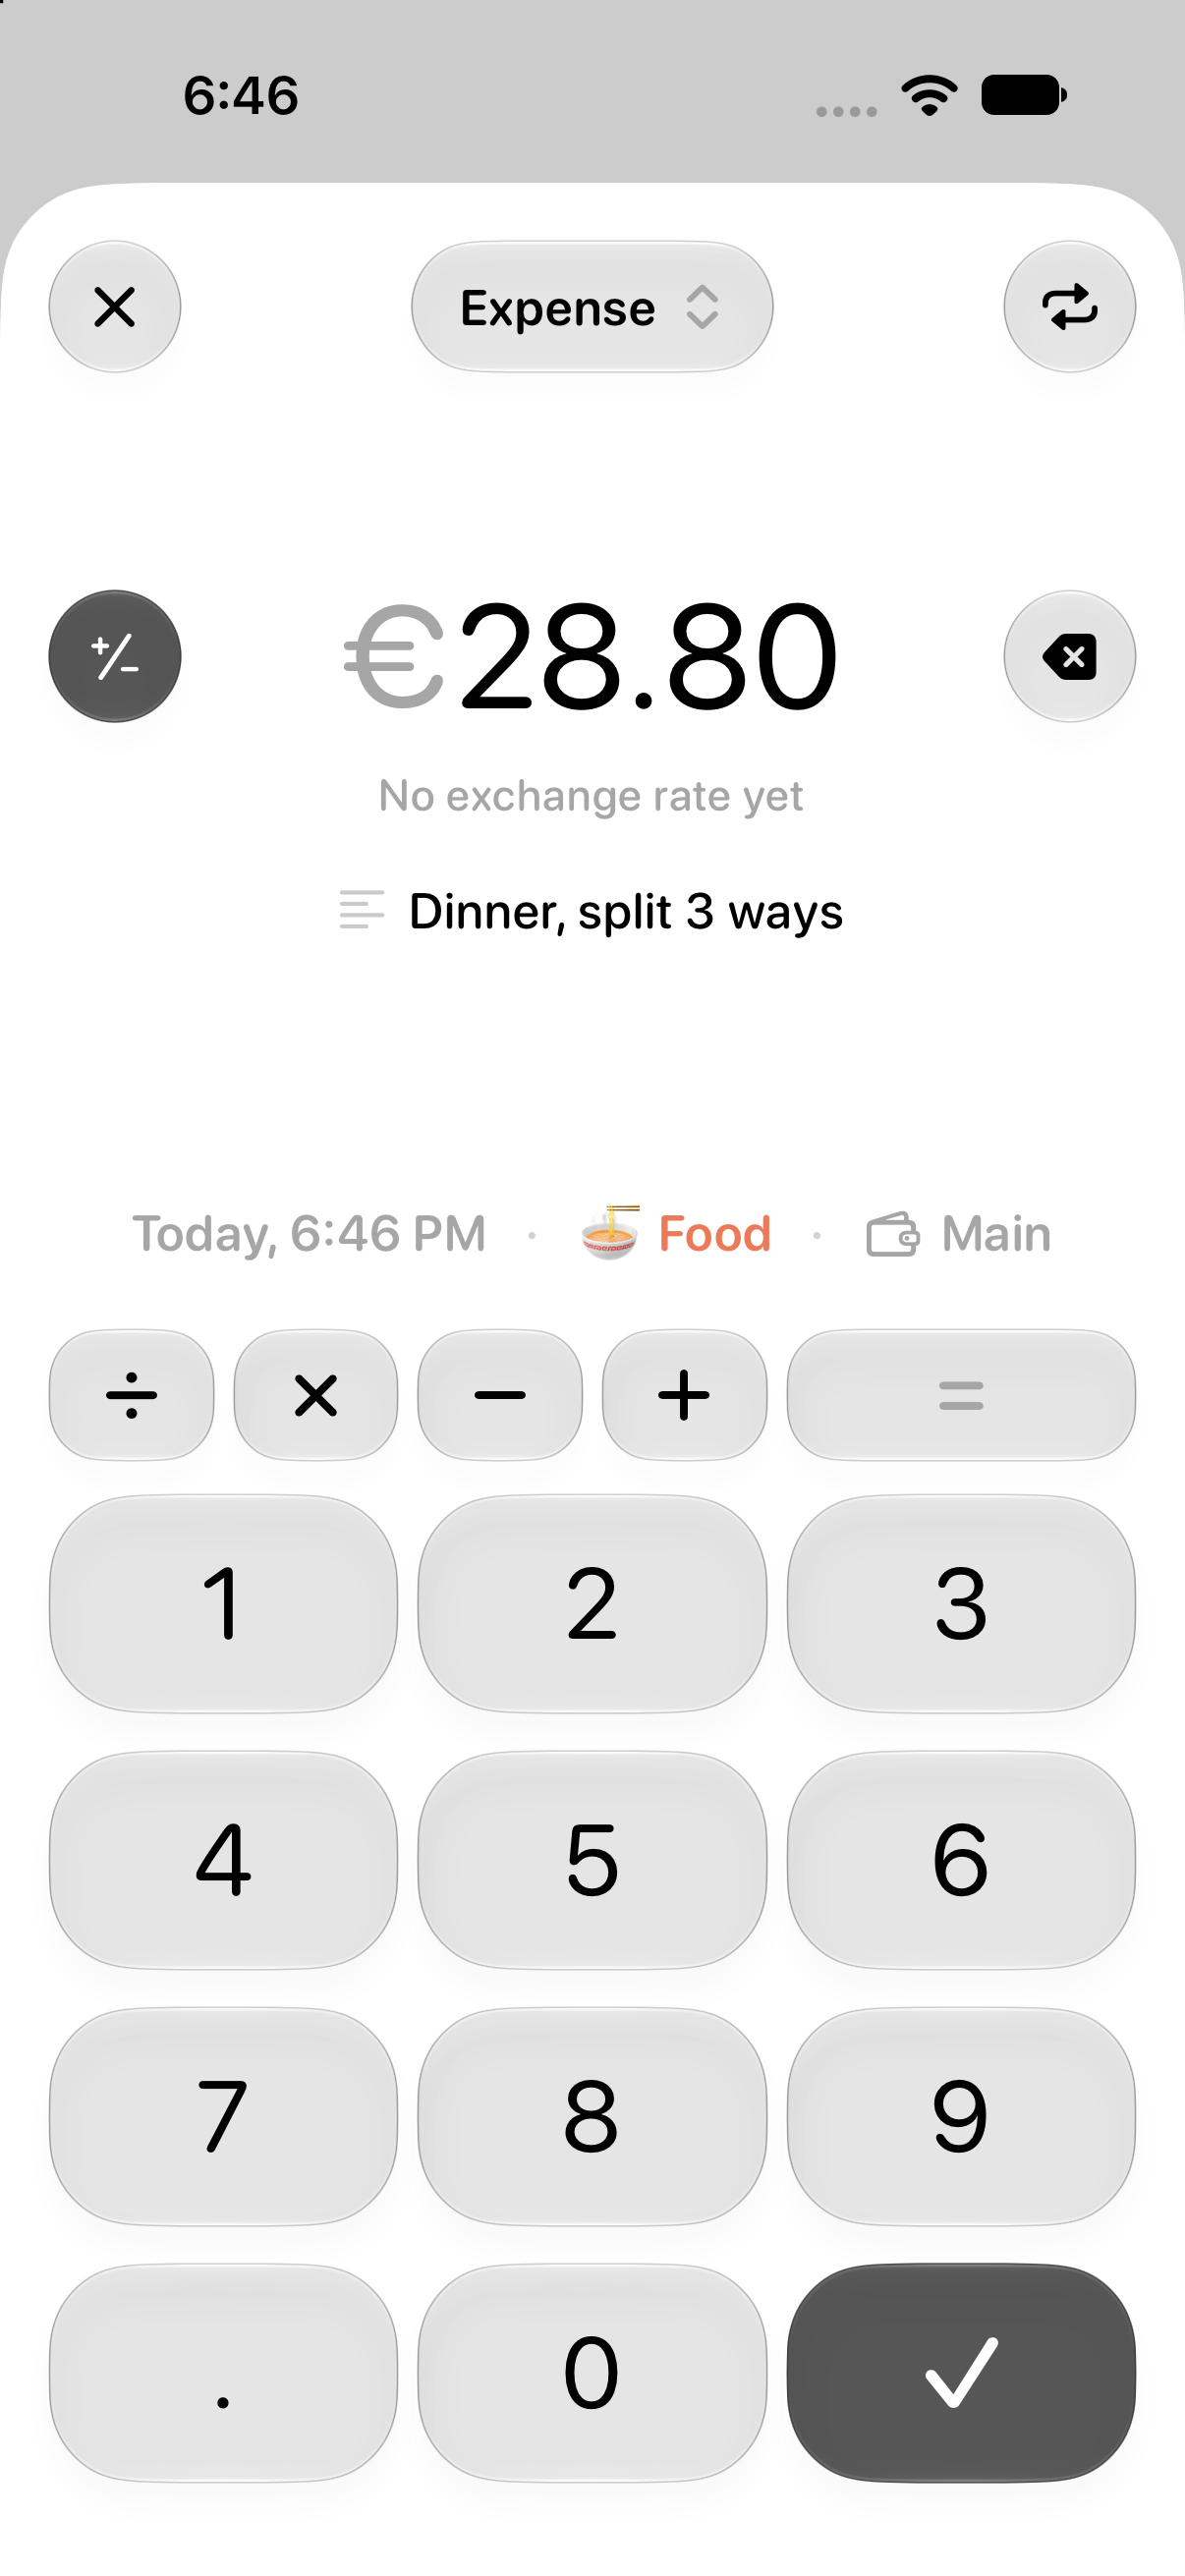 6:46
Expense
€28.80
No exchange rate yet
Dinner, split 3 ways
Today, 6:46 PM · Food · Main
÷ × − + =
1 2 3
4 5 6
7 8 9
. 0